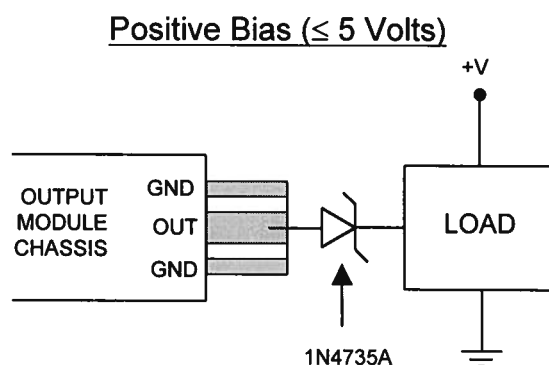 Positive Bias (≤ 5 Volts)
+V
OUTPUT
MODULE
CHASSIS
GND
OUT
GND
LOAD
1N4735A